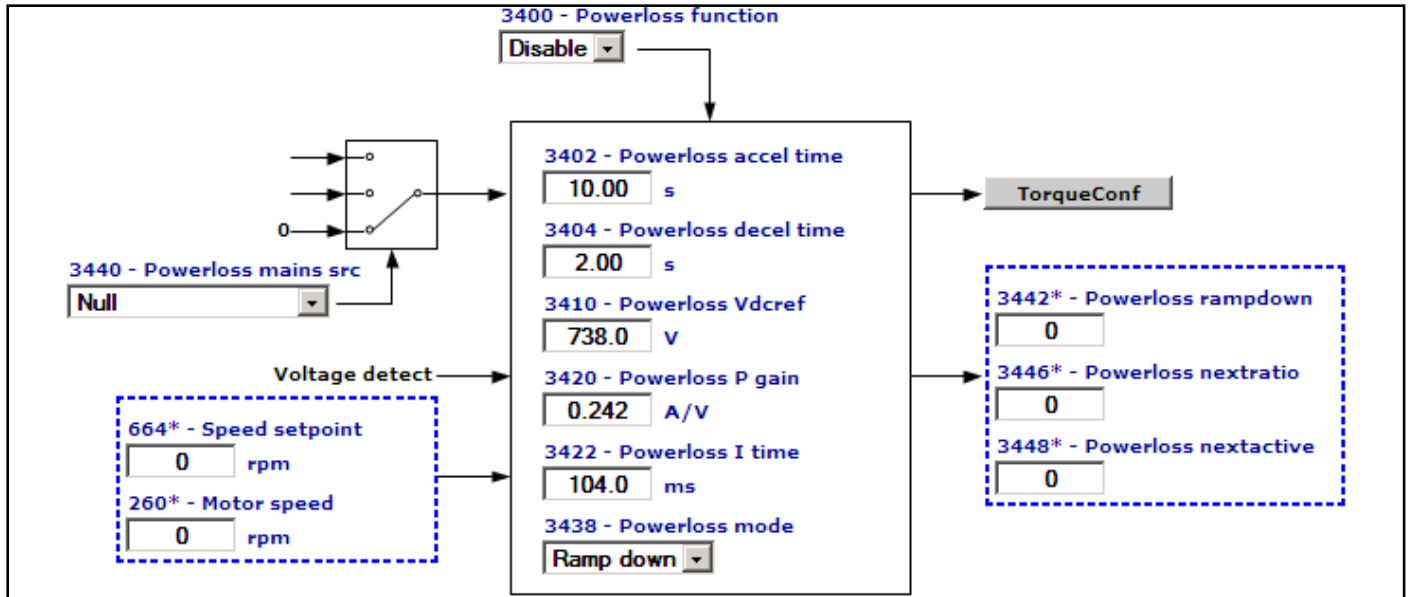 3400 - Powerloss function
Disable
3402 - Powerloss accel time
10.00 s
TorqueConf
3404 - Powerloss decel time
0
2.00 s
3440 - Powerloss mains src
Null
3410 - Powerloss Vdcref
738.0 V
3442* - Powerloss rampdown
0
Voltage detect
3420 - Powerloss P gain
0.242 A/V
3446* - Powerloss nextratio
0
664* - Speed setpoint
0 rpm
3422 - Powerloss I time
104.0 ms
3448* - Powerloss nextactive
0
260* - Motor speed
0 rpm
3438 - Powerloss mode
Ramp down